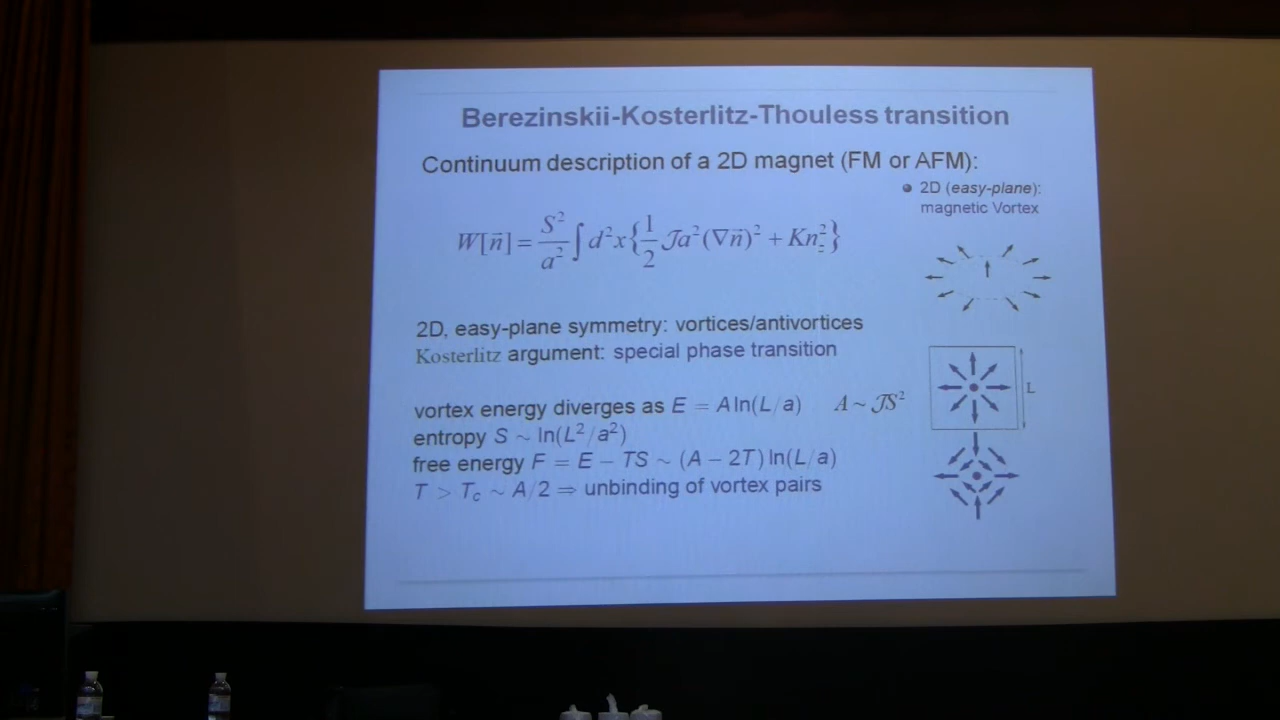 Berezinskii-Kosterlitz-Thouless transition
Continuum description of a 2D magnet (FM or AFM):
● 2D (easy-plane):
magnetic Vortex
W[n⃗] = S²/a² ∫ d²x{1/2 𝒥a²(∇n⃗)² + Kn_z²}
2D, easy-plane symmetry: vortices/antivortices
Kosterlitz argument: special phase transition
L
vortex energy diverges as E = A ln(L/a) A ~ 𝒥S²
entropy S ~ ln(L²/a²)
free energy F = E − TS ~ (A − 2T) ln(L/a)
T > T_c ~ A/2 ⇒ unbinding of vortex pairs